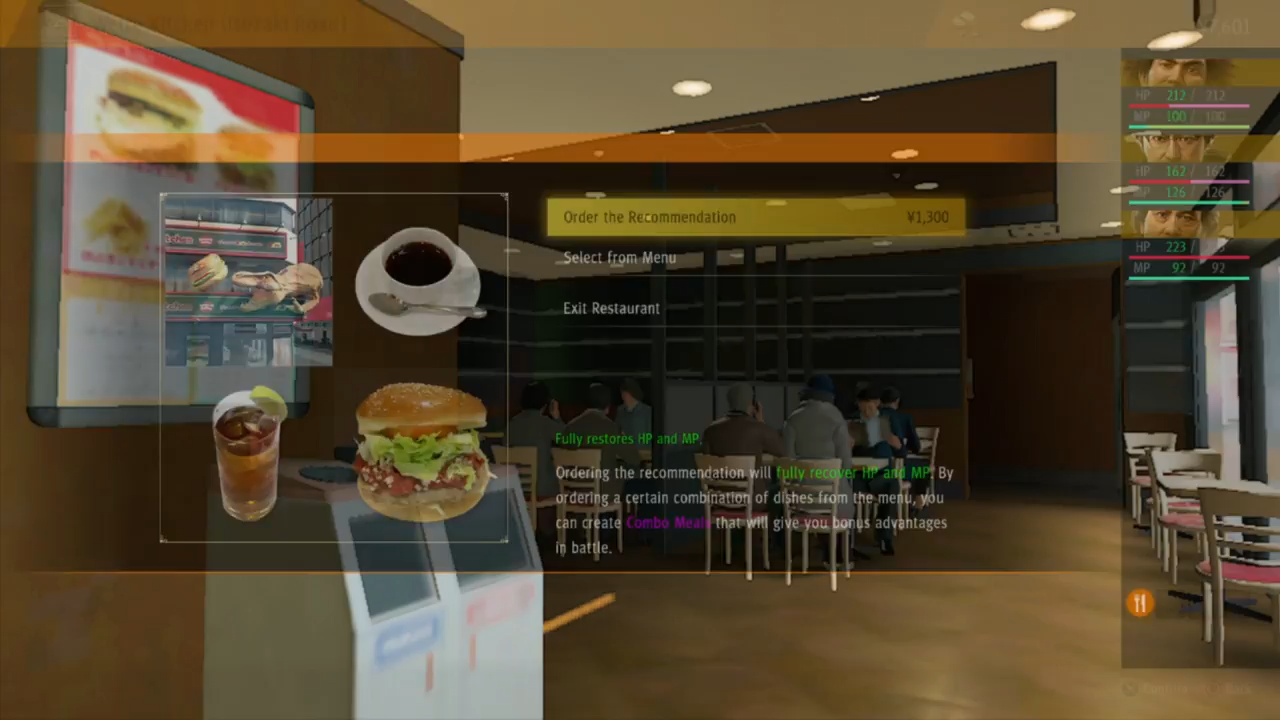 601
HP 212 / 212
MP 100 / 100
HP 162 / 162
MP 126 / 126
HP 223 /
MP 92 / 92
Order the Recommendation ¥1,300
Select from Menu
Exit Restaurant
Fully restores HP and MP.
Ordering the recommendation will fully recover HP and MP. By
ordering a certain combination of dishes from the menu, you
can create Combo Meals that will give you bonus advantages
in battle.